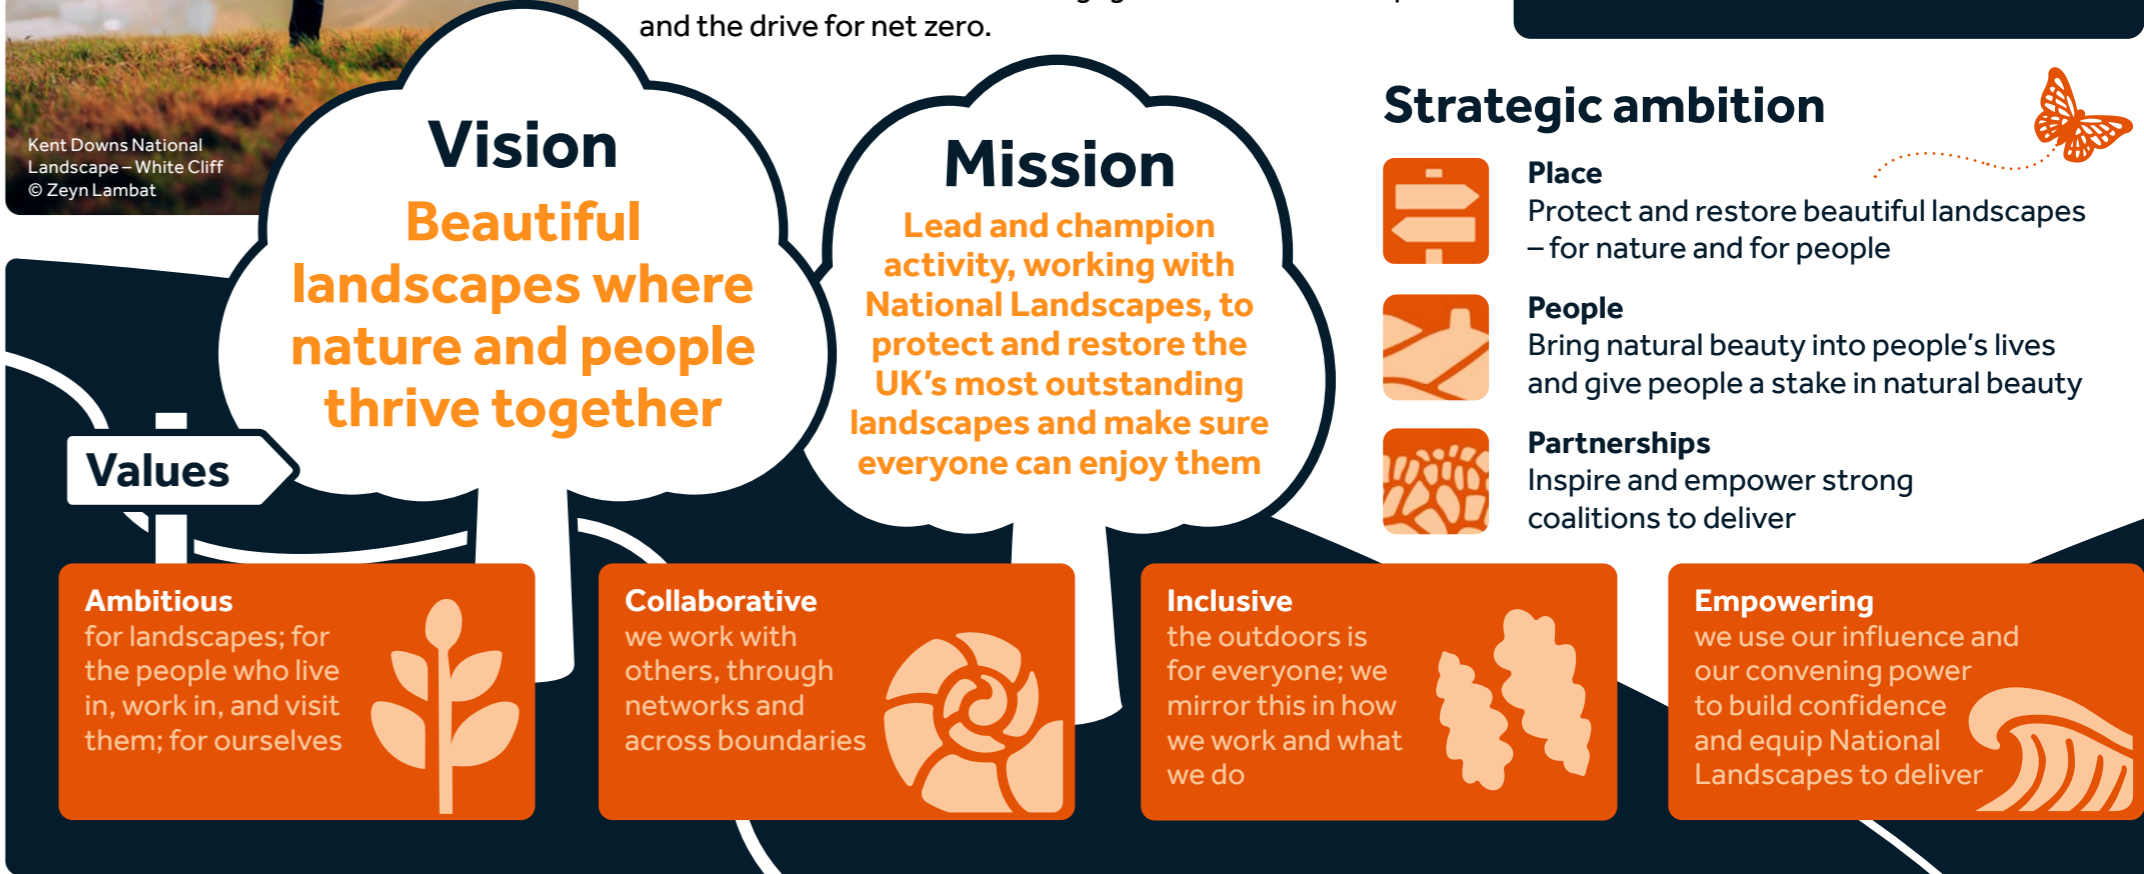 and the drive for net zero.
Kent Downs National
Landscape – White Cliff
© Zeyn Lambat
Vision
Beautiful
landscapes where
nature and people
thrive together
Mission
Lead and champion
activity, working with
National Landscapes, to
protect and restore the
UK's most outstanding
landscapes and make sure
everyone can enjoy them
Strategic ambition
Place
Protect and restore beautiful landscapes
– for nature and for people
People
Bring natural beauty into people's lives
and give people a stake in natural beauty
Partnerships
Inspire and empower strong
coalitions to deliver
Values
Ambitious
for landscapes; for
the people who live
in, work in, and visit
them; for ourselves
Collaborative
we work with
others, through
networks and
across boundaries
Inclusive
the outdoors is
for everyone; we
mirror this in how
we work and what
we do
Empowering
we use our influence and
our convening power
to build confidence
and equip National
Landscapes to deliver